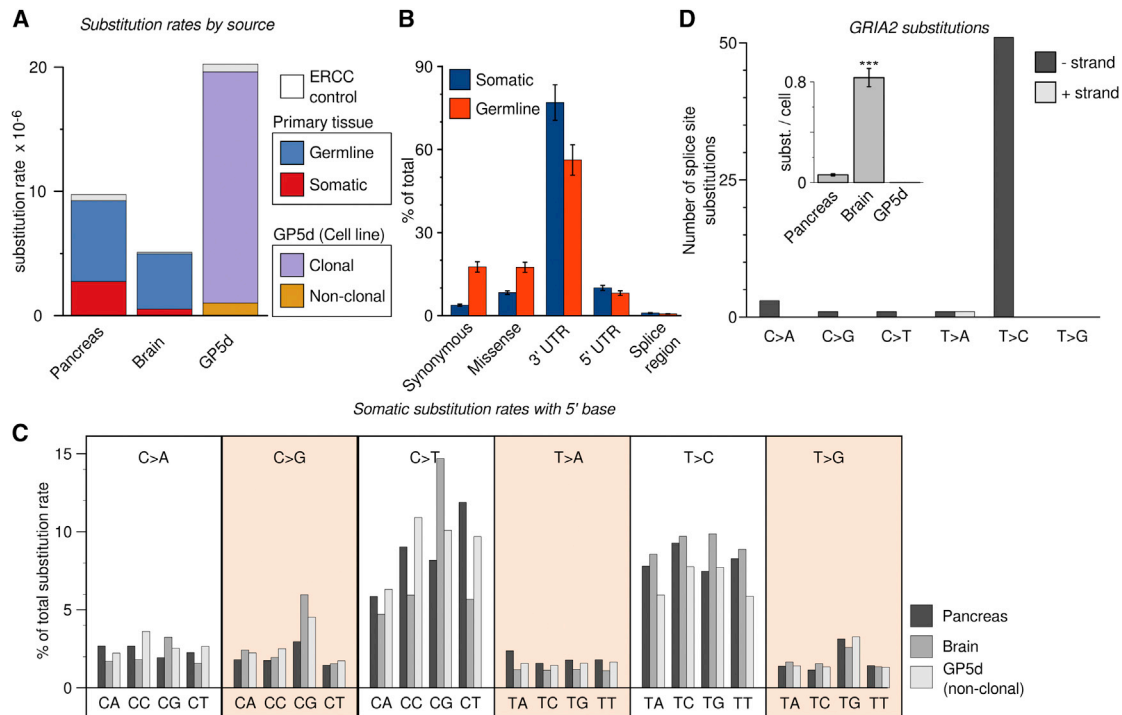 A
Substitution rates by source
substitution rate x 10-6
20
10
0
Pancreas
Brain
GP5d
ERCC
control
Primary tissue
Germline
Somatic
GP5d (Cell line)
Clonal
Non-clonal
B
% of total
90
60
30
0
Somatic
Germline
Synonymous
Missense
3' UTR
5' UTR
Splice
region
D
GRIA2 substitutions
Number of splice site
substitutions
50
25
0
- strand
+ strand
subst. / cell
0.8
0
***
Pancreas
Brain
GP5d
C>A
C>G
C>T
T>A
T>C
T>G
Somatic substitution rates with 5' base
C
% of total substitution rate
15
10
5
0
C>A
C>G
C>T
T>A
T>C
T>G
CA CC CG CT
CA CC CG CT
CA CC CG CT
TA TC TG TT
TA TC TG TT
TA TC TG TT
Pancreas
Brain
GP5d
(non-clonal)